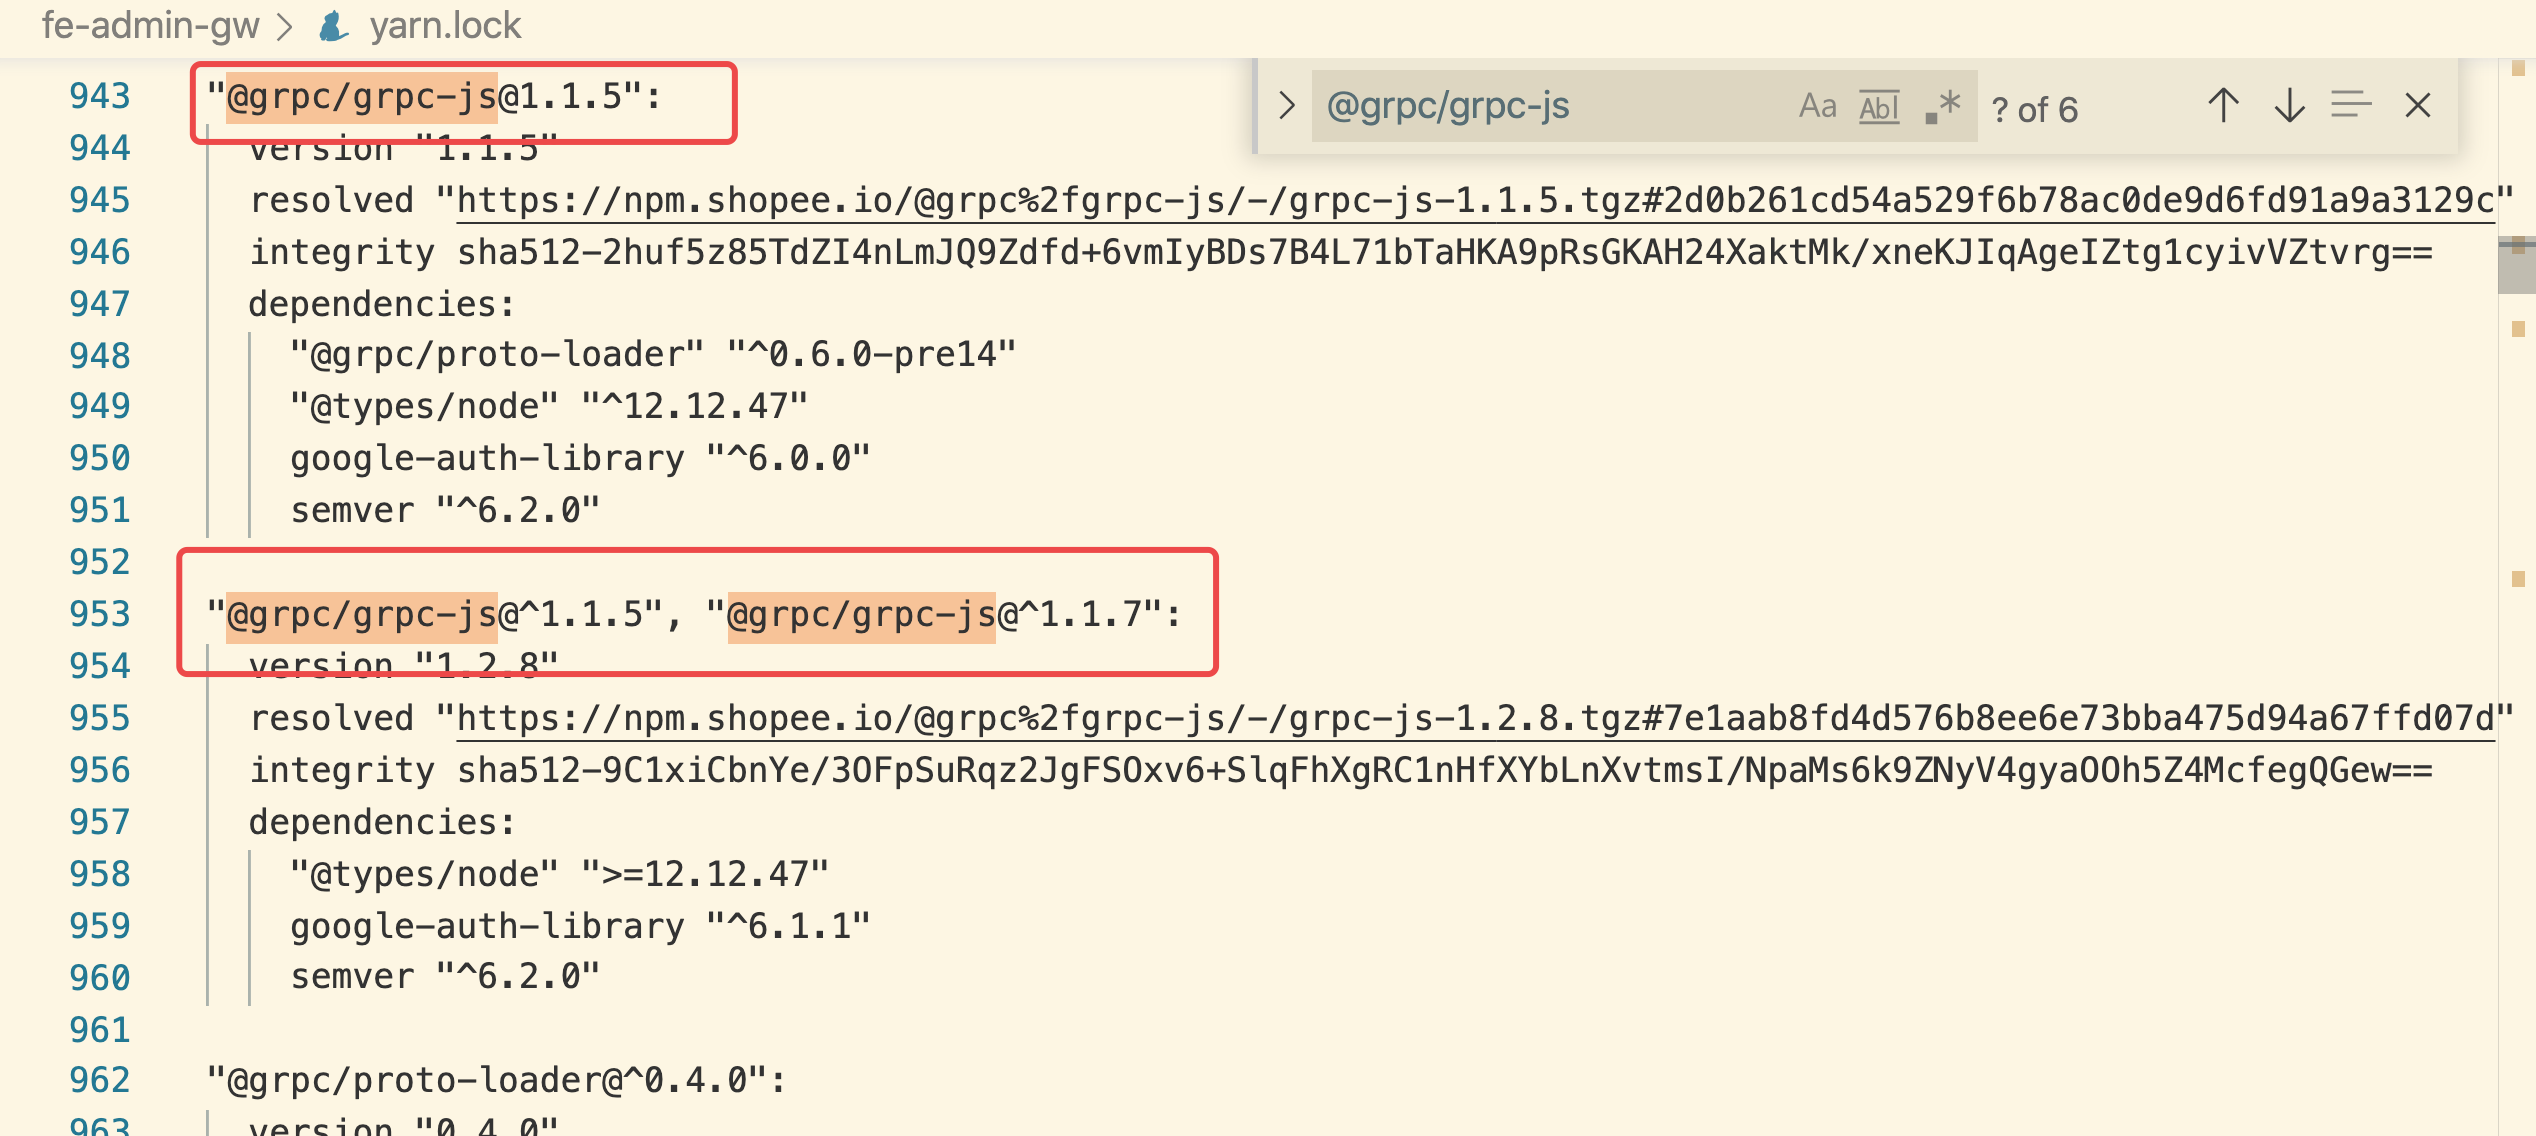 fe-admin-gw > yarn.lock
@grpc/grpc-js Aa Abl .* ? of 6
943 "@grpc/grpc-js@1.1.5":
944 version "1.1.5"
945 resolved "https://npm.shopee.io/@grpc%2fgrpc-js/-/grpc-js-1.1.5.tgz#2d0b261cd54a529f6b78ac0de9d6fd91a9a3129c"
946 integrity sha512-2huf5z85TdZI4nLmJQ9Zdfd+6vmIyBDs7B4L71bTaHKA9pRsGKAH24XaktMk/xneKJIqAgeIZtg1cyivVZtvrg==
947 dependencies:
948 "@grpc/proto-loader" "^0.6.0-pre14"
949 "@types/node" "^12.12.47"
950 google-auth-library "^6.0.0"
951 semver "^6.2.0"
952
953 "@grpc/grpc-js@^1.1.5", "@grpc/grpc-js@^1.1.7":
954 version "1.2.8"
955 resolved "https://npm.shopee.io/@grpc%2fgrpc-js/-/grpc-js-1.2.8.tgz#7e1aab8fd4d576b8ee6e73bba475d94a67ffd07d"
956 integrity sha512-9C1xiCbnYe/3OFpSuRqz2JgFSOxv6+SlqFhXgRC1nHfXYbLnXvtmsI/NpaMs6k9ZNyV4gyaOOh5Z4McfegQGew==
957 dependencies:
958 "@types/node" ">=12.12.47"
959 google-auth-library "^6.1.1"
960 semver "^6.2.0"
961
962 "@grpc/proto-loader@^0.4.0":
963 version "0.4.0"